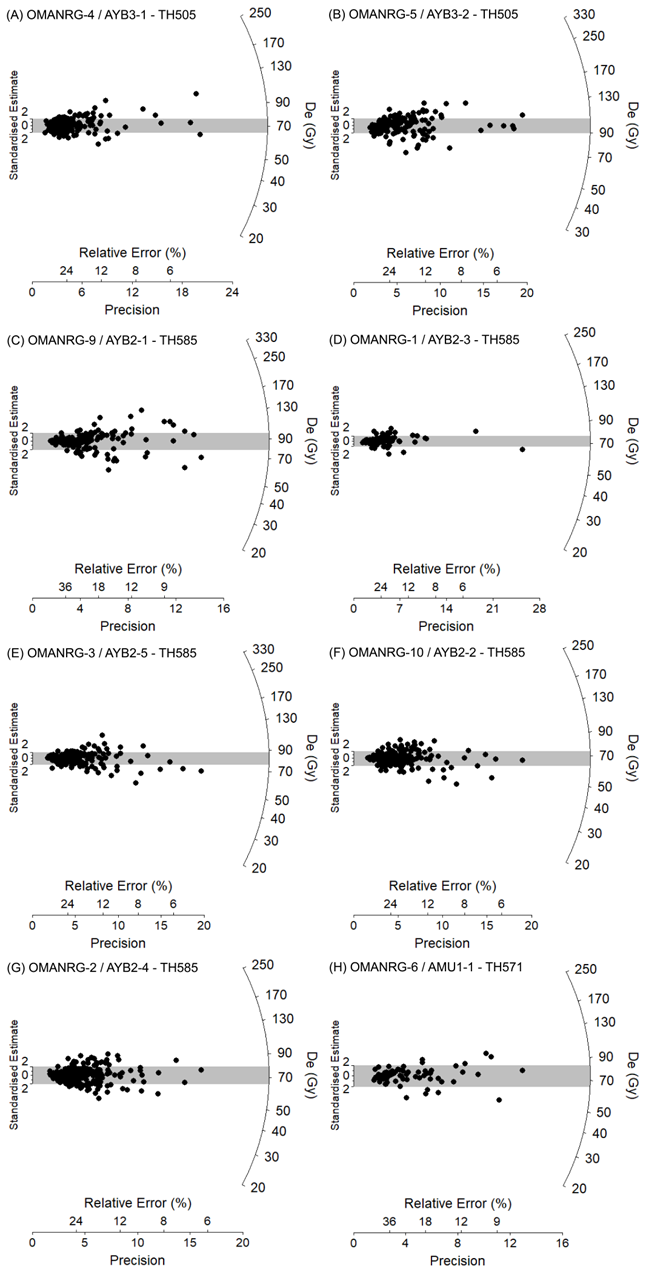 (A) OMANRG-4 / AYB3-1 - TH505
250
170
130
90
70
50
40
30
20
De (Gy)
Standardised Estimate
2
0
2
Relative Error (%)
24 12 8 6
0 6 12 18 24
Precision
(B) OMANRG-5 / AYB3-2 - TH505
330
250
170
130
90
70
50
40
30
De (Gy)
Standardised Estimate
2
0
2
Relative Error (%)
24 12 8 6
0 5 10 15 20
Precision
(C) OMANRG-9 / AYB2-1 - TH585
330
250
170
130
90
70
50
40
30
20
De (Gy)
Standardised Estimate
2
0
2
Relative Error (%)
36 18 12 9
0 4 8 12 16
Precision
(D) OMANRG-1 / AYB2-3 - TH585
250
170
130
90
70
50
40
30
20
De (Gy)
Standardised Estimate
2
0
2
Relative Error (%)
24 12 8 6
0 7 14 21 28
Precision
(E) OMANRG-3 / AYB2-5 - TH585
330
250
170
130
90
70
50
40
30
20
De (Gy)
Standardised Estimate
2
0
2
Relative Error (%)
24 12 8 6
0 5 10 15 20
Precision
(F) OMANRG-10 / AYB2-2 - TH585
250
170
130
90
70
50
40
30
20
De (Gy)
Standardised Estimate
2
0
2
Relative Error (%)
24 12 8 6
0 5 10 15 20
Precision
(G) OMANRG-2 / AYB2-4 - TH585
250
170
130
90
70
50
40
30
20
De (Gy)
Standardised Estimate
2
0
2
Relative Error (%)
24 12 8 6
0 5 10 15 20
Precision
(H) OMANRG-6 / AMU1-1 - TH571
250
170
130
90
70
50
40
30
20
De (Gy)
Standardised Estimate
2
0
2
Relative Error (%)
36 18 12 9
0 4 8 12 16
Precision